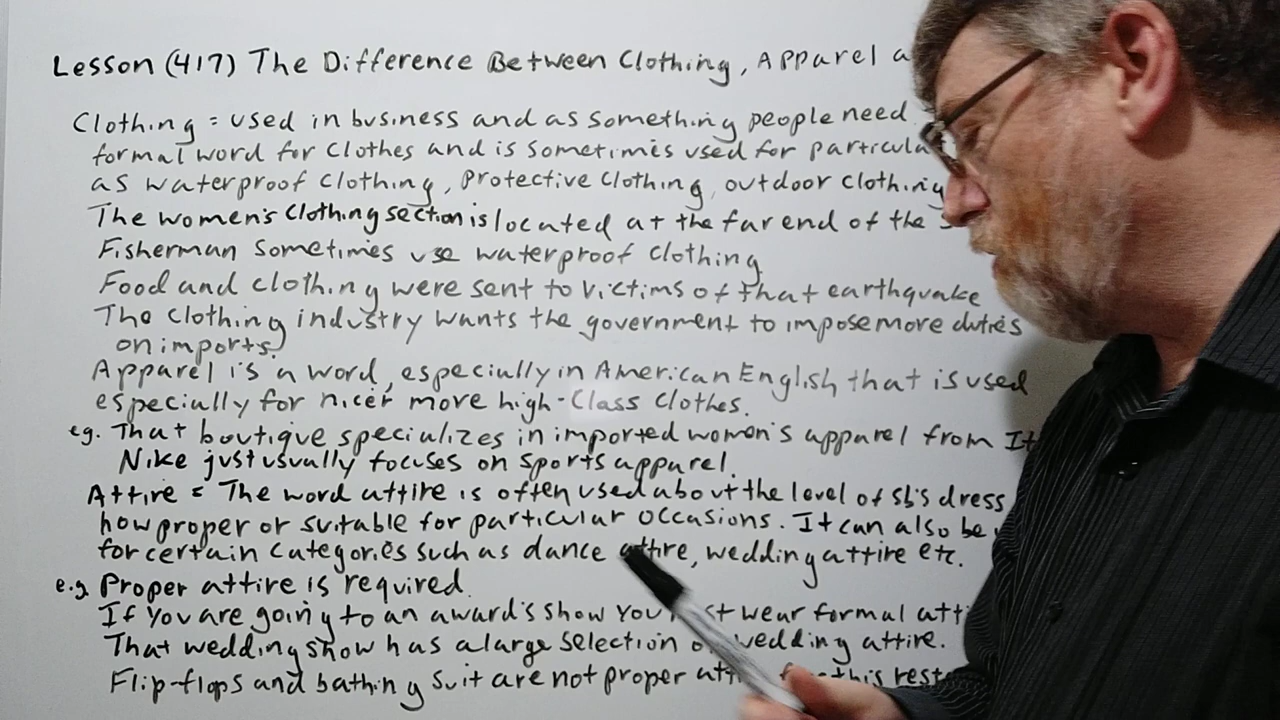 Lesson (417) The Difference Between Clothing, Apparel a
Clothing = used in business and as something people need.
formal word for clothes and is sometimes used for particula
as waterproof clothing, protective clothing, outdoor clothing
The women's clothing section is located at the far end of the s
Fisherman sometimes use waterproof clothing
Food and clothing were sent to victims of that earthquake
The clothing industry wants the government to impose more duties
on imports.
Apparel is a word, especially in American English that is used
especially for nicer more high-class clothes.
eg. That boutique specializes in imported women's apparel from It
Nike just usually focuses on sports apparel.
Attire = The word attire is often used about the level of sb's dress
how proper or suitable for particular occasions. It can also be
for certain categories such as dance attire, wedding attire etc.
e.g. Proper attire is required.
If you are going to an award's show you st wear formal atti
That wedding show has a large selection o wedding attire.
Flip-flops and bathing suit are not proper att this rest